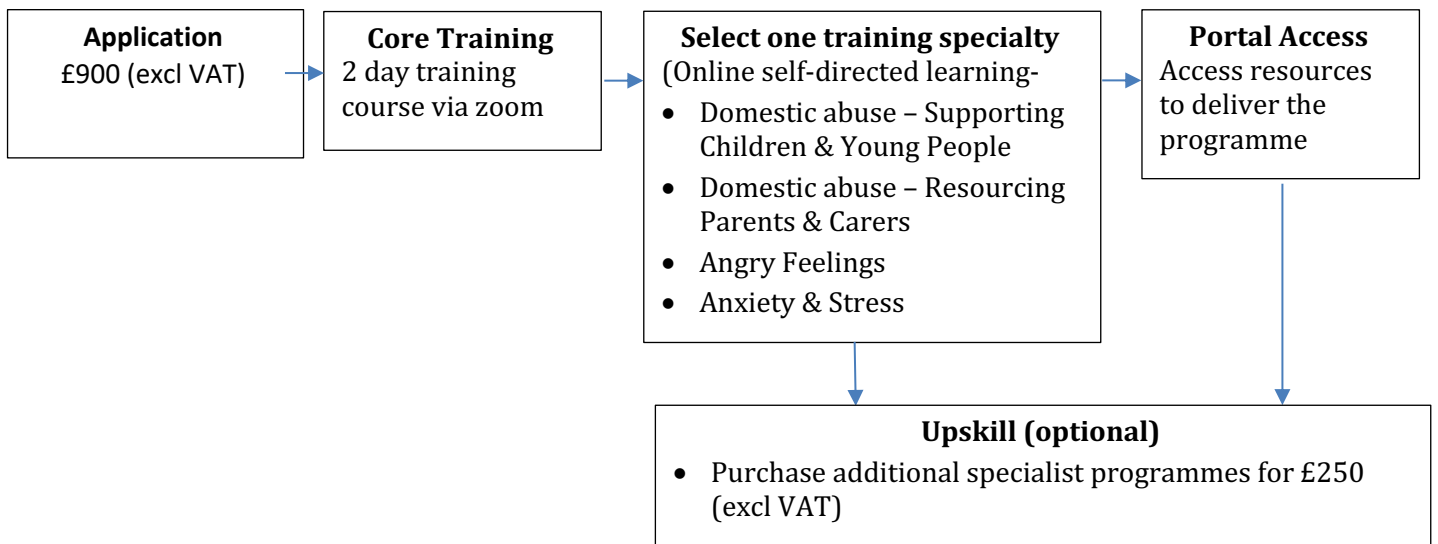 Application
£900 (excl VAT)
Core Training
2 day training
course via zoom
Select one training specialty
(Online self-directed learning-
• Domestic abuse – Supporting
Children & Young People
• Domestic abuse – Resourcing
Parents & Carers
• Angry Feelings
• Anxiety & Stress
Portal Access
Access resources
to deliver the
programme
Upskill (optional)
• Purchase additional specialist programmes for £250
(excl VAT)